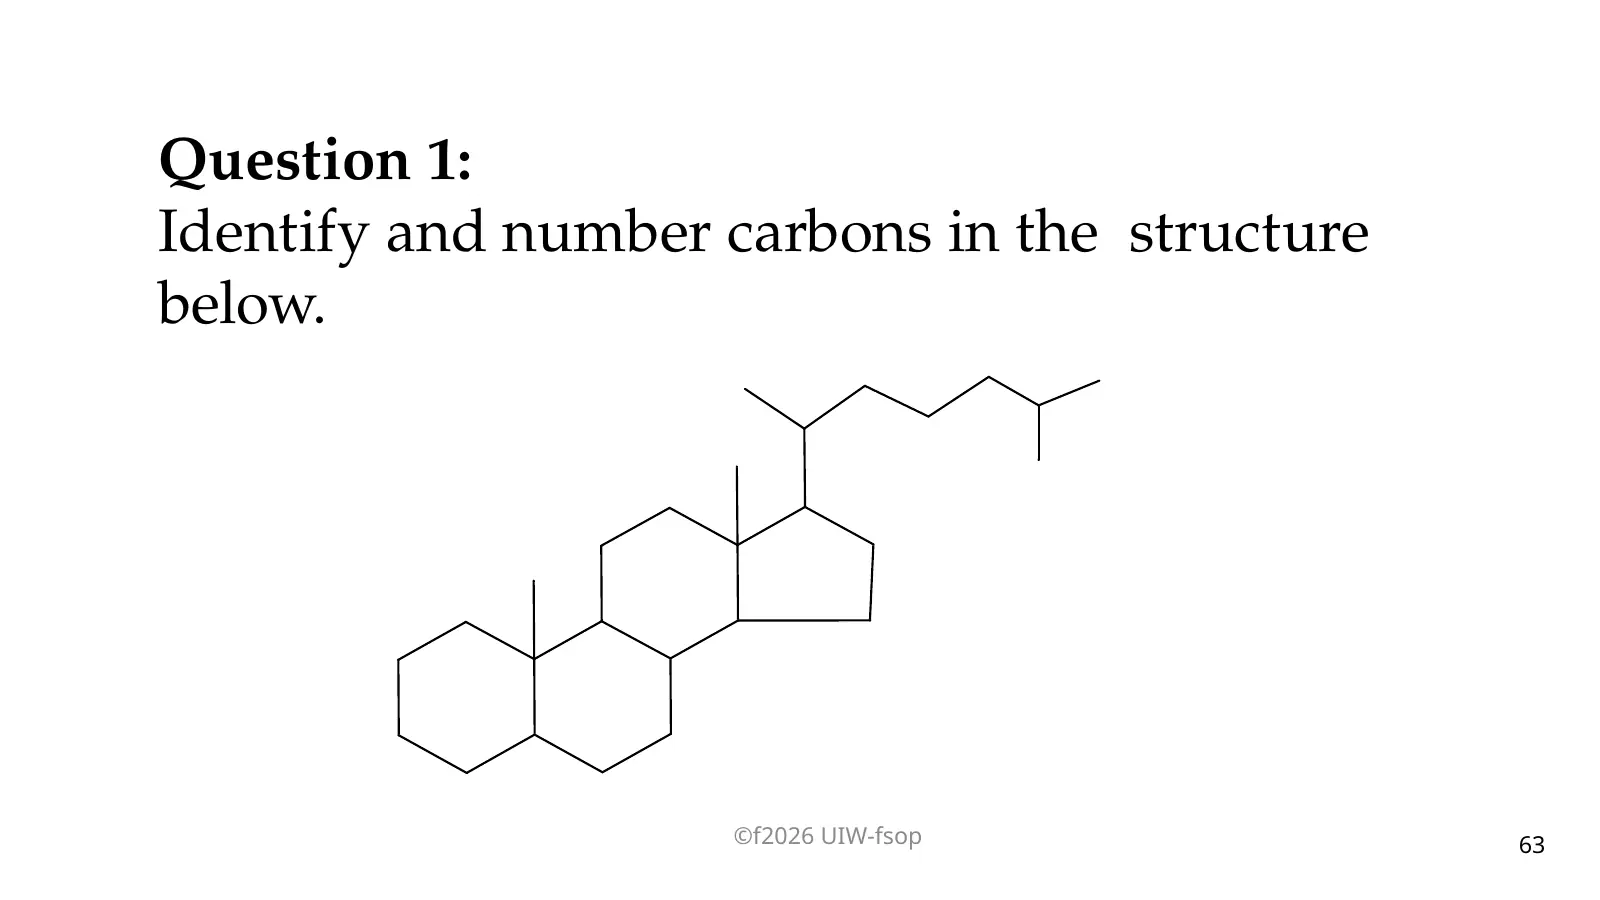 Question 1:
Identify and number carbons in the  structure
below.
©f2026 UIW-fsop
63